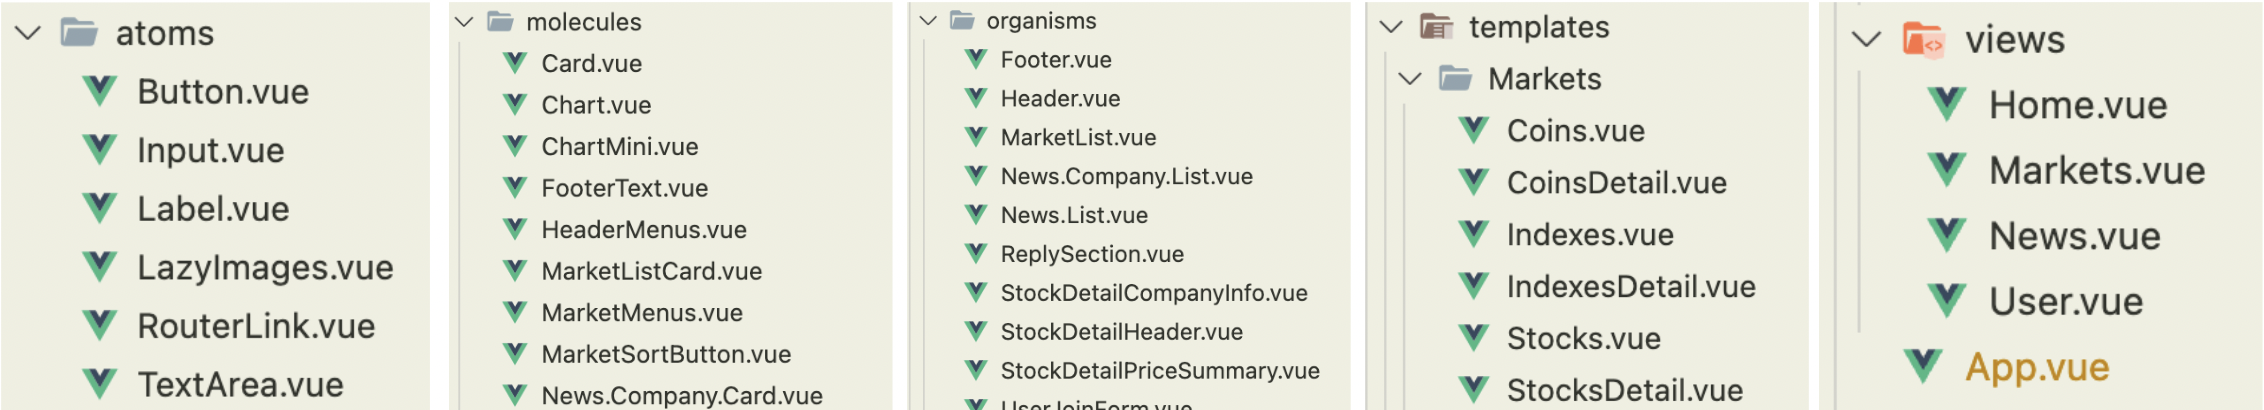 atoms
Button.vue
Input.vue
Label.vue
LazyImages.vue
RouterLink.vue
TextArea.vue
molecules
Card.vue
Chart.vue
ChartMini.vue
FooterText.vue
HeaderMenus.vue
MarketListCard.vue
MarketMenus.vue
MarketSortButton.vue
News.Company.Card.vue
organisms
Footer.vue
Header.vue
MarketList.vue
News.Company.List.vue
News.List.vue
ReplySection.vue
StockDetailCompanyInfo.vue
StockDetailHeader.vue
StockDetailPriceSummary.vue
UserJoinForm.vue
templates
Markets
Coins.vue
CoinsDetail.vue
Indexes.vue
IndexesDetail.vue
Stocks.vue
StocksDetail.vue
views
Home.vue
Markets.vue
News.vue
User.vue
App.vue